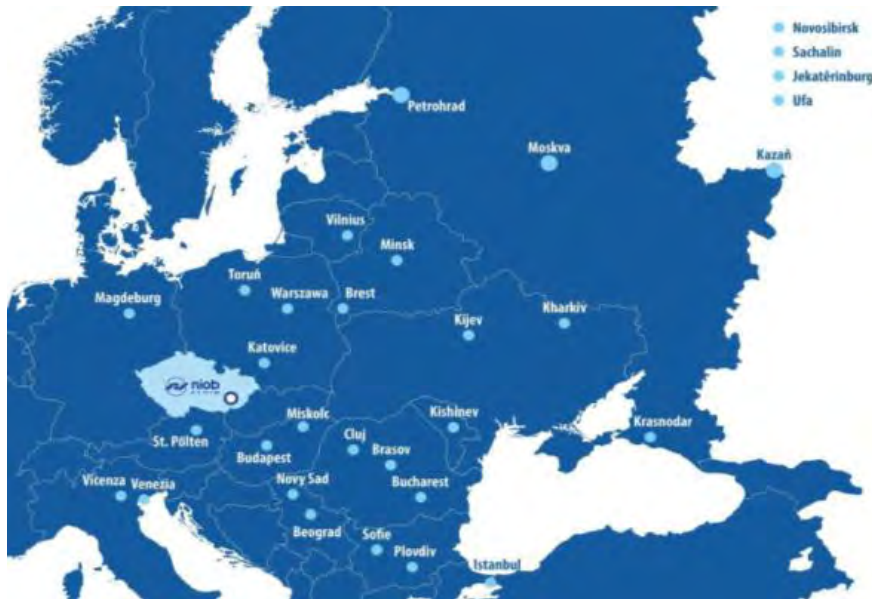 Novosibirsk
Sachalin
Jekatěrinburg
Ufa
Petrohrad
Moskva
Kazaň
Vilnius
Minsk
Toruń
Magdeburg
Warszawa
Brest
Kijev
Kharkiv
Katovice
niob
Miskolc
Kishinev
Krasnodar
St. Pölten
Cluj
Budapest
Brasov
Vicenza
Venezia
Novy Sad
Bucharest
Beograd
Sofie
Plovdiv
Istanbul